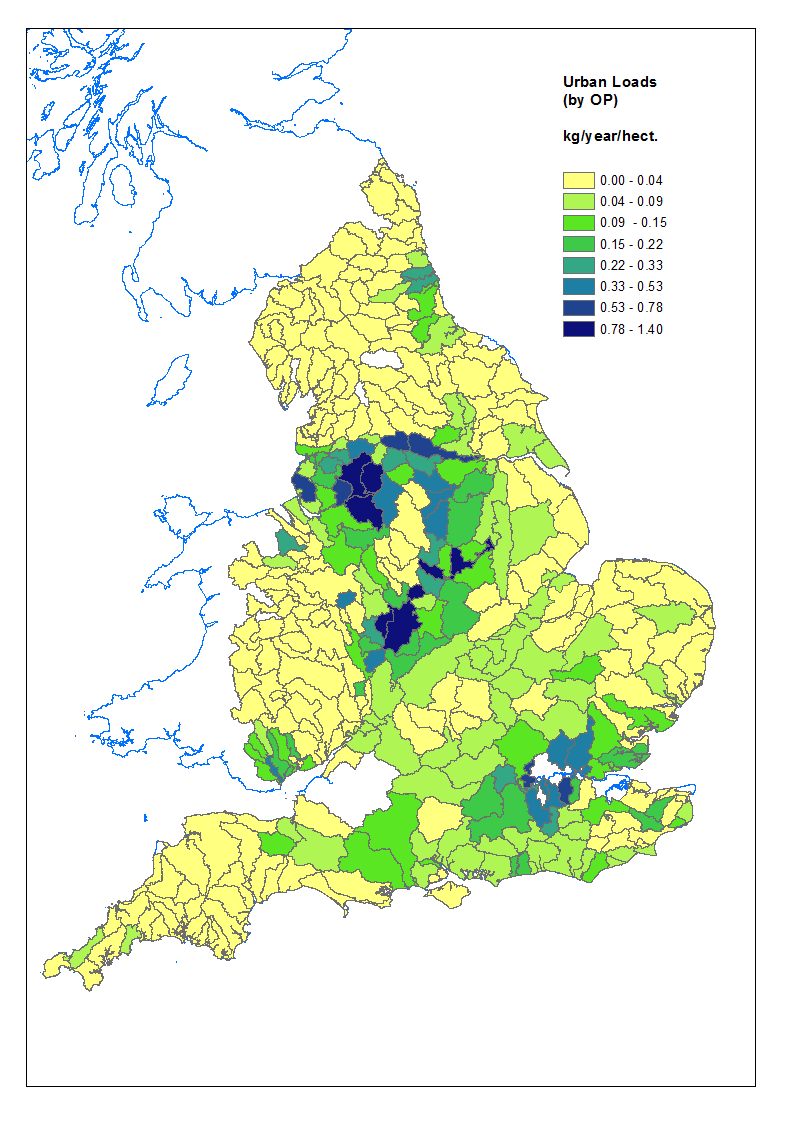 Urban Loads
(by OP)
kg/year/hect.
0.00 - 0.04
0.04 - 0.09
0.09 - 0.15
0.15 - 0.22
0.22 - 0.33
0.33 - 0.53
0.53 - 0.78
0.78 - 1.40